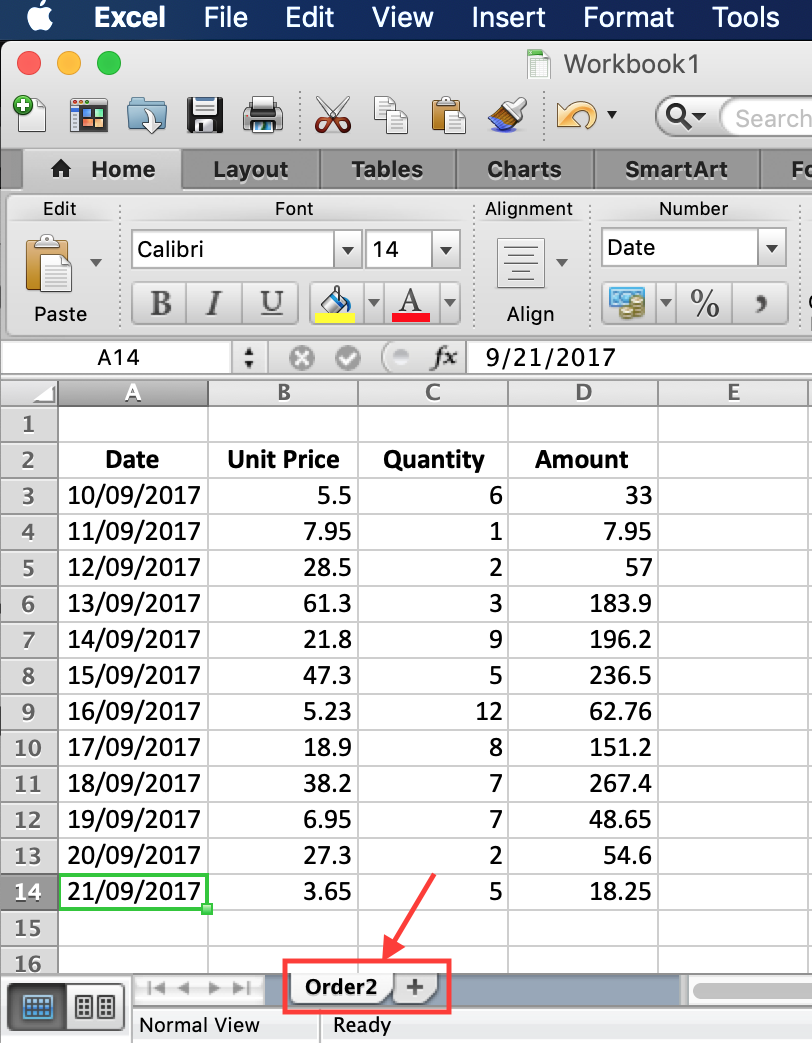 Excel File Edit View Insert Format Tools
Workbook1
Search
Home Layout Tables Charts SmartArt Fo
Edit Font Alignment Number
Calibri 14 Date
Paste B I U A Align %
A14 fx 9/21/2017
A B C D E
1
2 Date Unit Price Quantity Amount
3 10/09/2017 5.5 6 33
4 11/09/2017 7.95 1 7.95
5 12/09/2017 28.5 2 57
6 13/09/2017 61.3 3 183.9
7 14/09/2017 21.8 9 196.2
8 15/09/2017 47.3 5 236.5
9 16/09/2017 5.23 12 62.76
10 17/09/2017 18.9 8 151.2
11 18/09/2017 38.2 7 267.4
12 19/09/2017 6.95 7 48.65
13 20/09/2017 27.3 2 54.6
14 21/09/2017 3.65 5 18.25
15
16
Order2 +
Normal View Ready